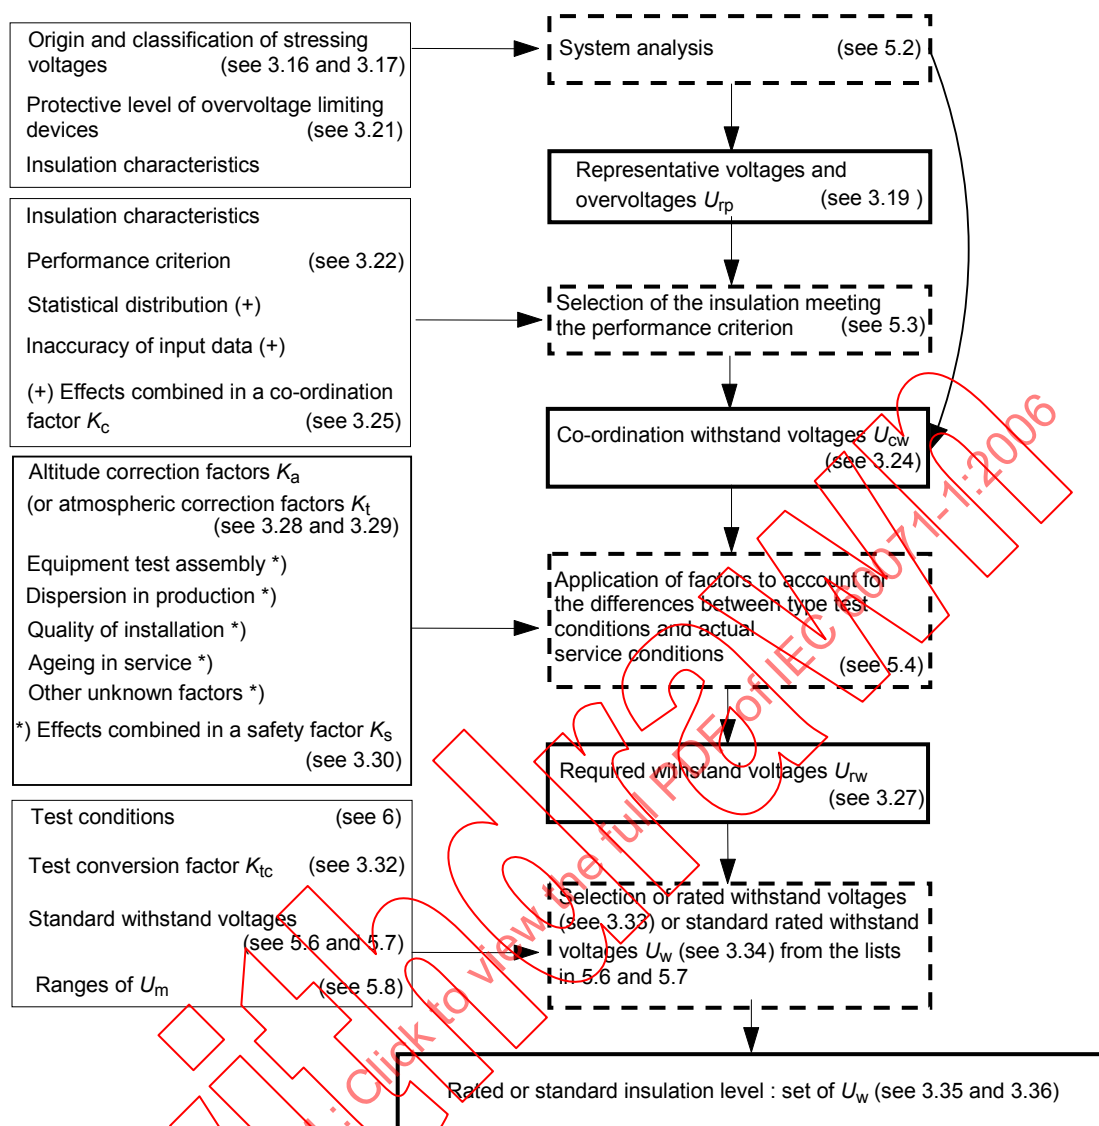 Origin and classification of stressing
voltages (see 3.16 and 3.17)
Protective level of overvoltage limiting
devices (see 3.21)
Insulation characteristics
System analysis (see 5.2)
Representative voltages and
overvoltages Urp (see 3.19 )
Insulation characteristics
Performance criterion (see 3.22)
Statistical distribution (+)
Inaccuracy of input data (+)
(+) Effects combined in a co-ordination
factor Kc (see 3.25)
Selection of the insulation meeting
the performance criterion (see 5.3)
Co-ordination withstand voltages Ucw
(see 3.24)
Altitude correction factors Ka
(or atmospheric correction factors Kt
(see 3.28 and 3.29)
Equipment test assembly *)
Dispersion in production *)
Quality of installation *)
Ageing in service *)
Other unknown factors *)
*) Effects combined in a safety factor Ks
(see 3.30)
Application of factors to account for
the differences between type test
conditions and actual
service conditions
(see 5.4)
Required withstand voltages Urw
(see 3.27)
Test conditions (see 6)
Test conversion factor Ktc (see 3.32)
Standard withstand voltages
(see 5.6 and 5.7)
Ranges of Um (see 5.8)
Selection of rated withstand voltages
(see 3.33) or standard rated withstand
voltages Uw (see 3.34) from the lists
in 5.6 and 5.7
Rated or standard insulation level : set of Uw (see 3.35 and 3.36)
: Click to view the full PDF of IEC 60071-1:2006
ithdrawn